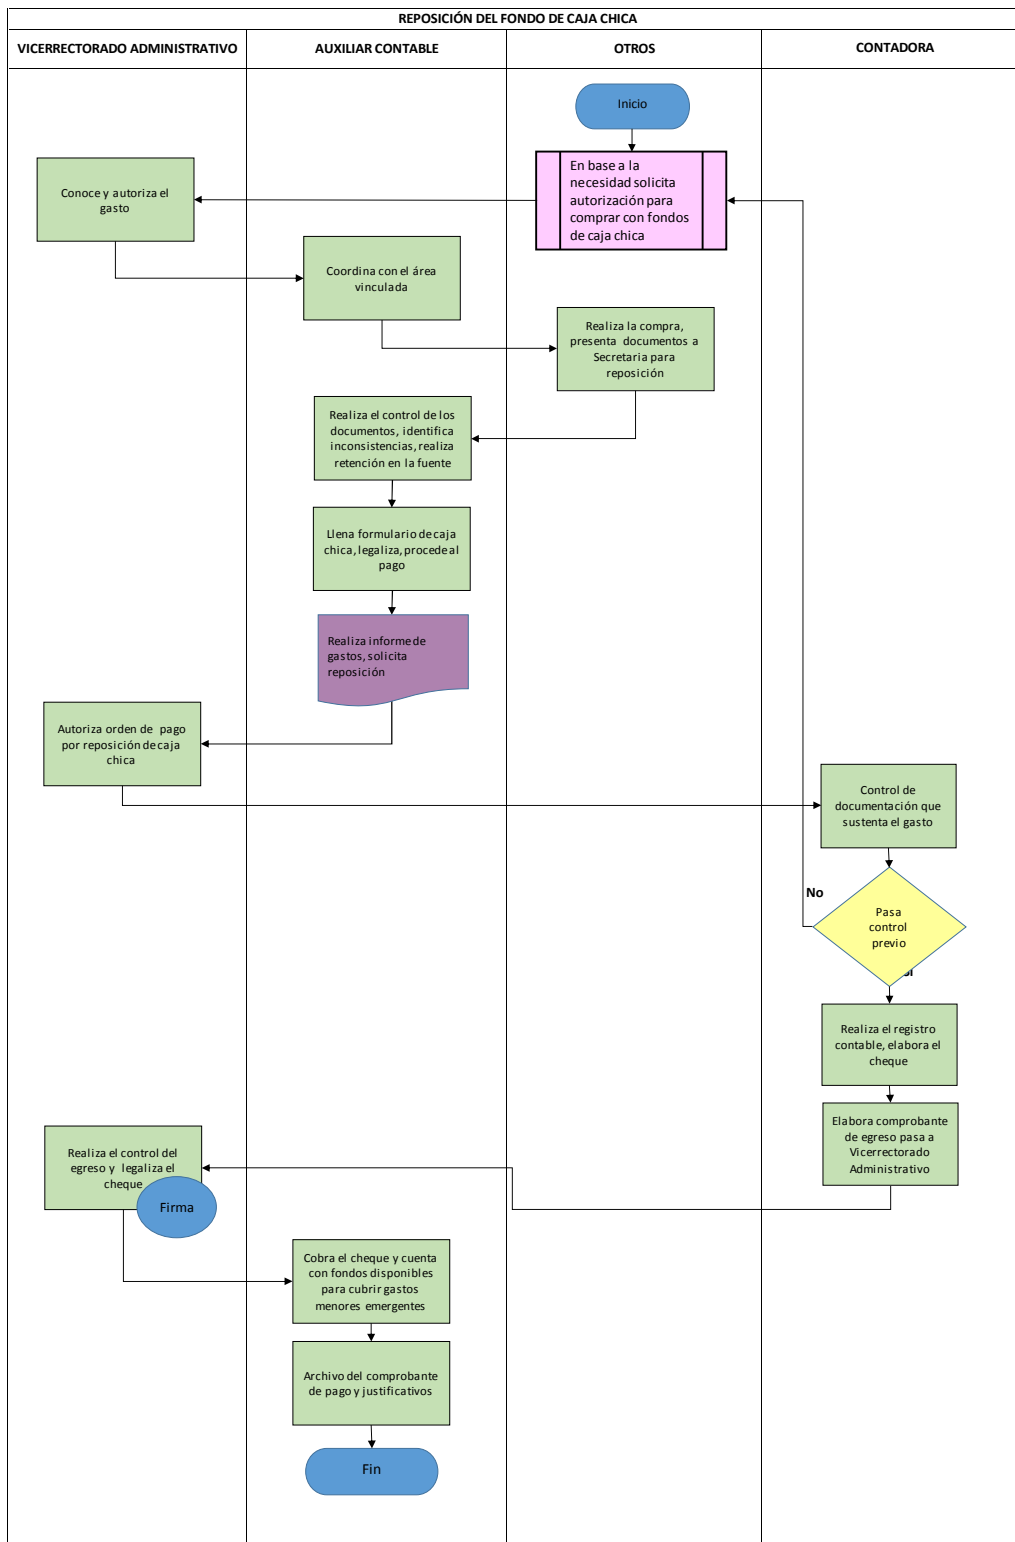 REPOSICIÓN DEL FONDO DE CAJA CHICA
VICERRECTORADO ADMINISTRATIVO
AUXILIAR CONTABLE
OTROS
CONTADORA
Inicio
En base a la
necesidad solicita
autorización para
comprar con fondos
de caja chica
Conoce y autoriza el
gasto
Coordina con el área
vinculada
Realiza la compra,
presenta documentos a
Secretaria para
reposición
Realiza el control de los
documentos, identifica
inconsistencias, realiza
retención en la fuente
Llena formulario de caja
chica, legaliza, procede al
pago
Realiza informe de
gastos, solicita
reposición
Autoriza orden de pago
por reposición de caja
chica
Control de
documentación que
sustenta el gasto
No
Pasa
control
previo
Realiza el registro
contable, elabora el
cheque
Elabora comprobante
de egreso pasa a
Vicerrectorado
Administrativo
Realiza el control del
egreso y legaliza el
cheque
Firma
Cobra el cheque y cuenta
con fondos disponibles
para cubrir gastos
menores emergentes
Archivo del comprobante
de pago y justificativos
Fin